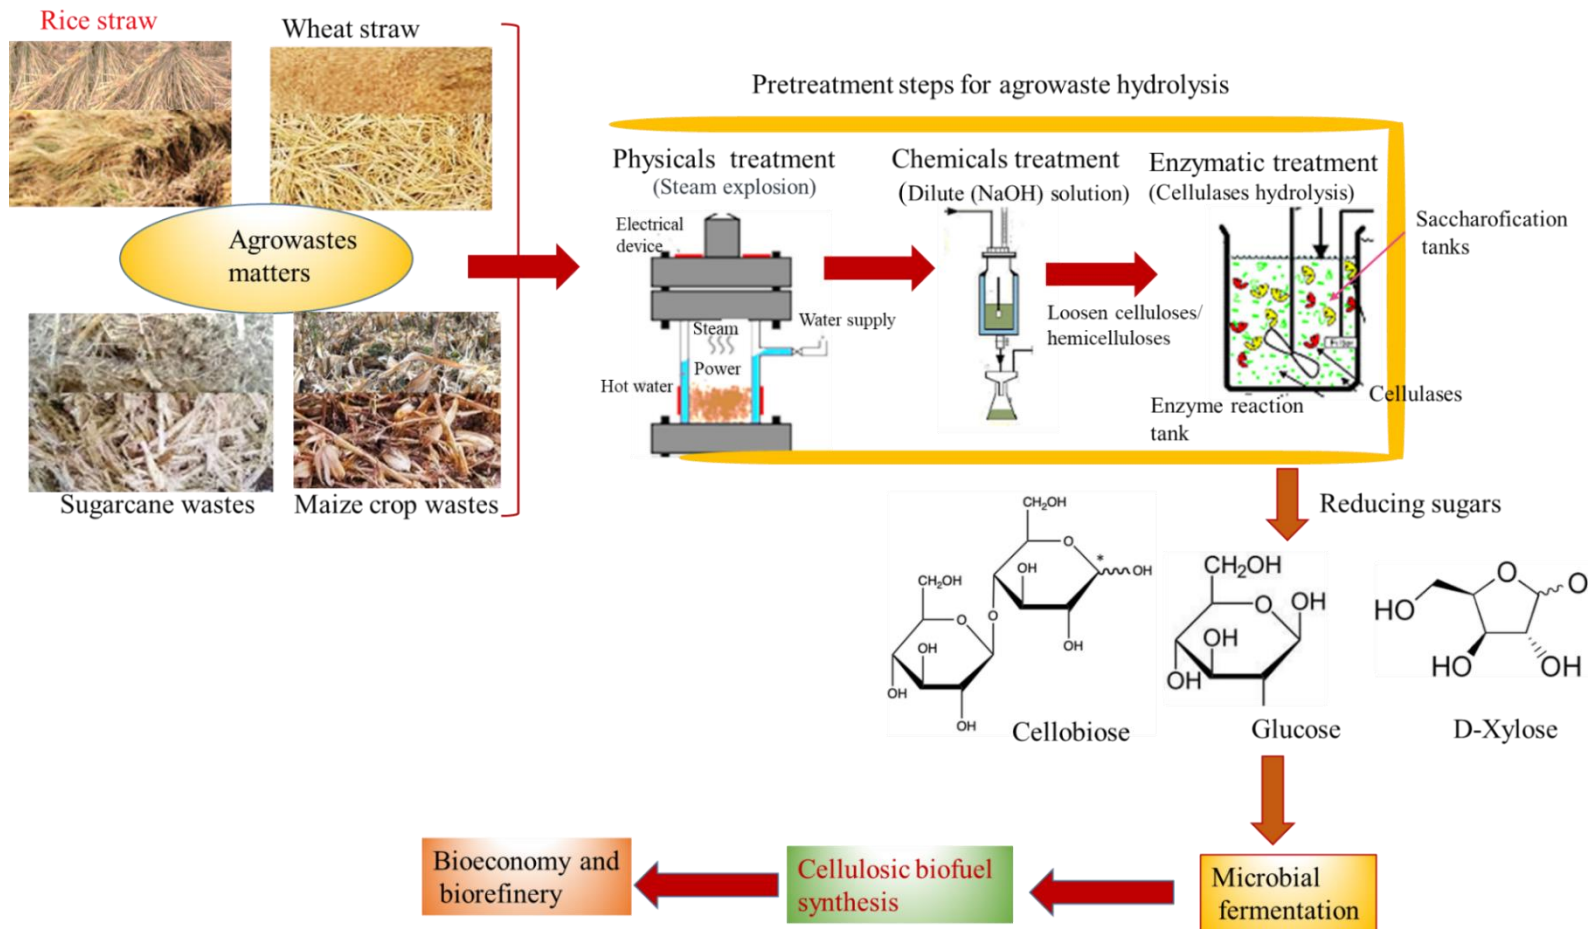 Rice straw
Wheat straw
Agrowastes
matters
Sugarcane wastes
Maize crop wastes
Pretreatment steps for agrowaste hydrolysis
Physicals treatment
(Steam explosion)
Electrical
device
Steam
Power
Water supply
Hot water
Chemicals treatment
(Dilute (NaOH) solution)
Loosen celluloses/
hemicelluloses
Enzymatic treatment
(Cellulases hydrolysis)
Saccharofication
tanks
Filter
Cellulases
Enzyme reaction
tank
Reducing sugars
CH₂OH
O
*
OH
OH
OH
CH₂OH
O
O
OH
OH
OH
Cellobiose
CH₂OH
O
OH
OH
OH
Glucose
O
O
HO
HO
OH
D-Xylose
Microbial
fermentation
Cellulosic biofuel
synthesis
Bioeconomy and
biorefinery